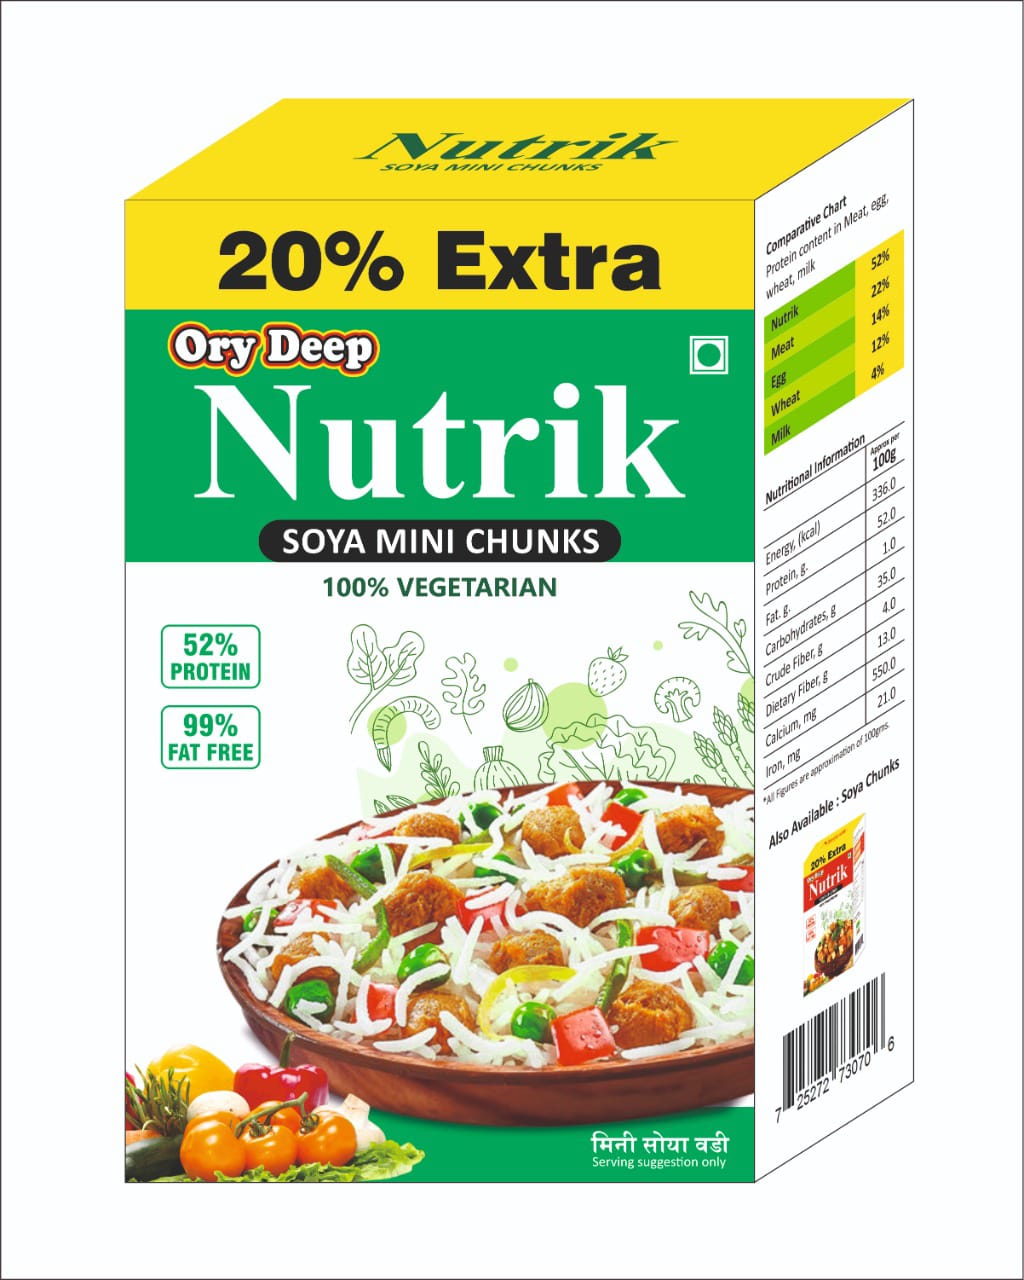 Nutrik
SOYA MINI CHUNKS
20% Extra
Ory Deep
Nutrik
SOYA MINI CHUNKS
100% VEGETARIAN
52%
PROTEIN
99%
FAT FREE
मिनी सोया वडी
Serving suggestion only
Comparative Chart
Protein content in Meat, egg,
wheat, milk
Nutrik 52%
Meat 22%
Egg 14%
Wheat 12%
Milk 4%
Nutritional Information Approx per 100g
Energy, (kcal) 336.0
Protein, g. 52.0
Fat. g. 1.0
Carbohydrates, g 35.0
Crude Fiber, g 4.0
Dietary Fiber, g 13.0
Calcium, mg 550.0
Iron, mg 21.0
*All Figures are approximation of 100gms.
Also Available : Soya Chunks
20% Extra
Nutrik
7 25272 73070 6